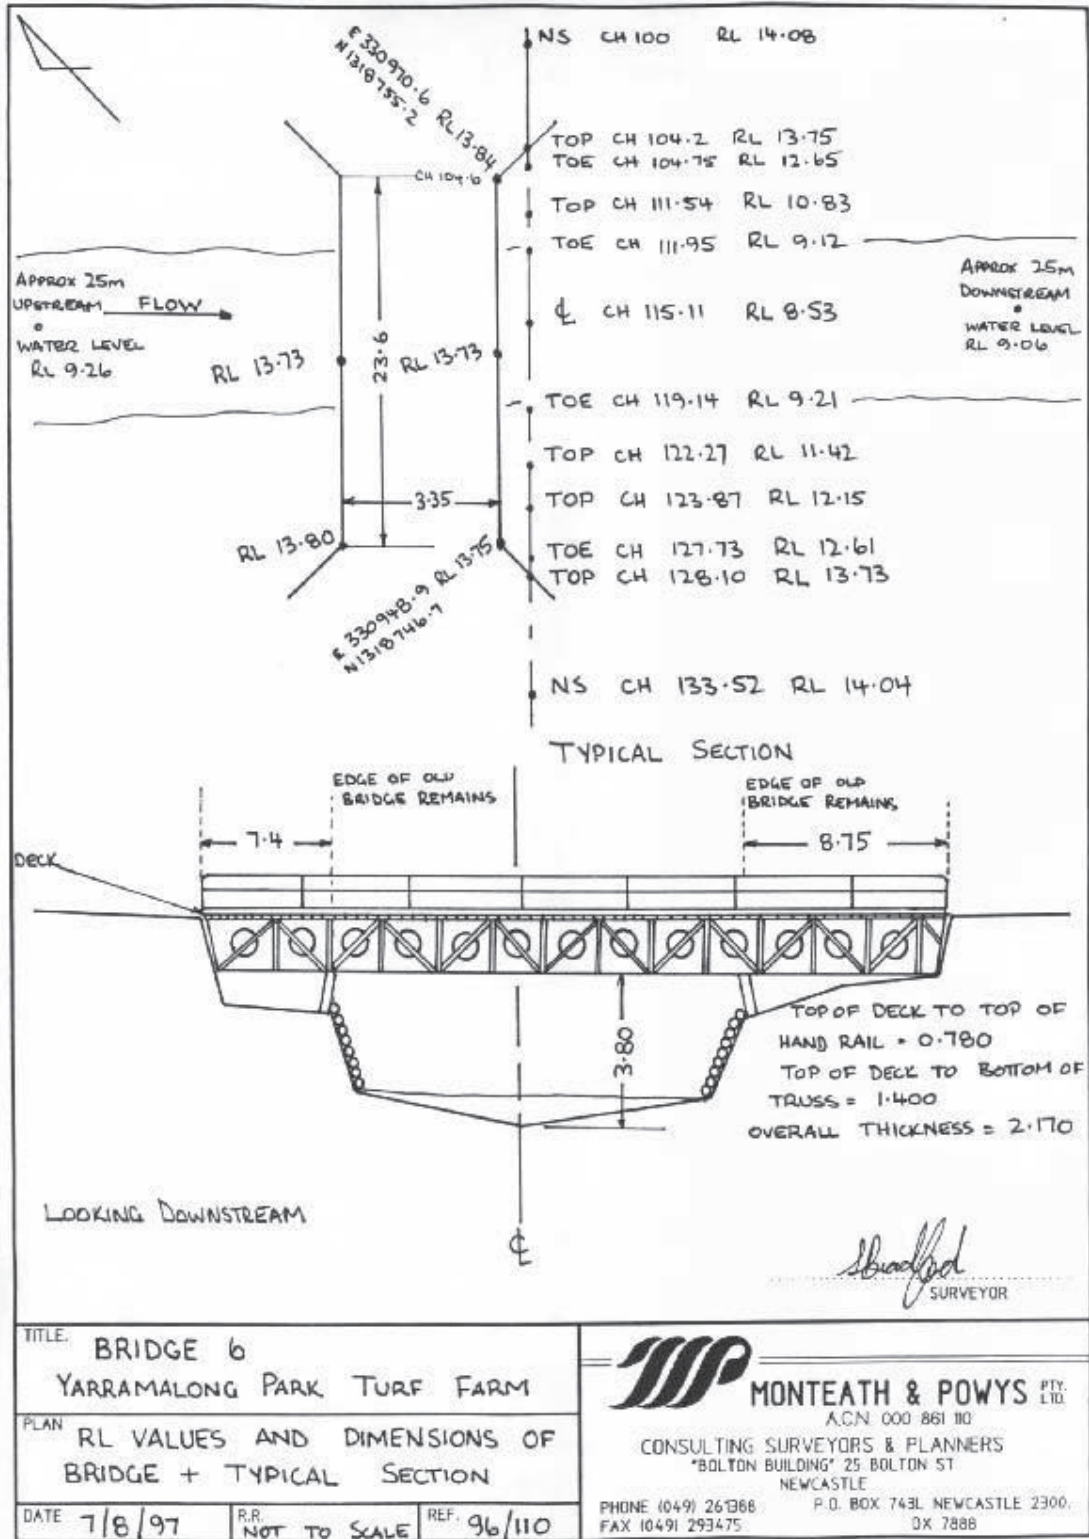 NS CH 100 RL 14.08
E 330970.6
N 1318755.2
RL 13.84
TOP CH 104.2 RL 13.75
TOE CH 104.75 RL 12.65
CH 104.6
TOP CH 111.54 RL 10.83
TOE CH 111.95 RL 9.12
APPROX 25m
UPSTREAM
FLOW
WATER LEVEL
RL 9.26
APPROX 25m
DOWNSTREAM
WATER LEVEL
RL 9.06
℄ CH 115.11 RL 8.53
RL 13.73
23.6
RL 13.73
TOE CH 119.14 RL 9.21
TOP CH 122.27 RL 11.42
3.35
TOP CH 123.87 RL 12.15
RL 13.80
RL 13.75
E 330948.9
N 1318746.7
TOE CH 127.73 RL 12.61
TOP CH 128.10 RL 13.73
NS CH 133.52 RL 14.04
TYPICAL SECTION
EDGE OF OLD
BRIDGE REMAINS
EDGE OF OLD
BRIDGE REMAINS
7.4
8.75
DECK
3.80
TOP OF DECK TO TOP OF
HAND RAIL = 0.780
TOP OF DECK TO BOTTOM OF
TRUSS = 1.400
OVERALL THICKNESS = 2.170
LOOKING DOWNSTREAM
℄
SURVEYOR
TITLE. BRIDGE 6
YARRAMALONG PARK TURF FARM
PLAN RL VALUES AND DIMENSIONS OF
BRIDGE + TYPICAL SECTION
DATE 7/8/97 R.R. NOT TO SCALE REF. 96/110
MONTEATH & POWYS PTY. LTD.
A.C.N. 000 861 110
CONSULTING SURVEYORS & PLANNERS
"BOLTON BUILDING" 25 BOLTON ST
NEWCASTLE
PHONE (049) 261388 P.O. BOX 743L NEWCASTLE 2300.
FAX (049) 293475 DX 7888